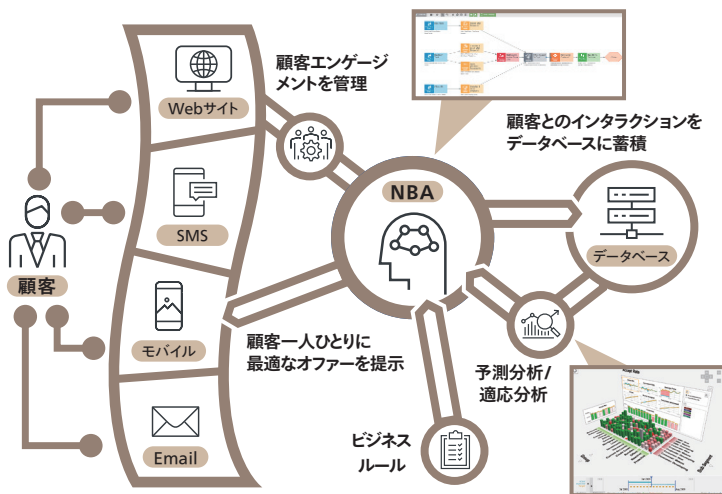 Webサイト
SMS
モバイル
Email
顧客
顧客エンゲージ
メントを管理
NBA
顧客とのインタラクションを
データベースに蓄積
データベース
顧客一人ひとりに
最適なオファーを提示
予測分析/
適応分析
ビジネス
ルール